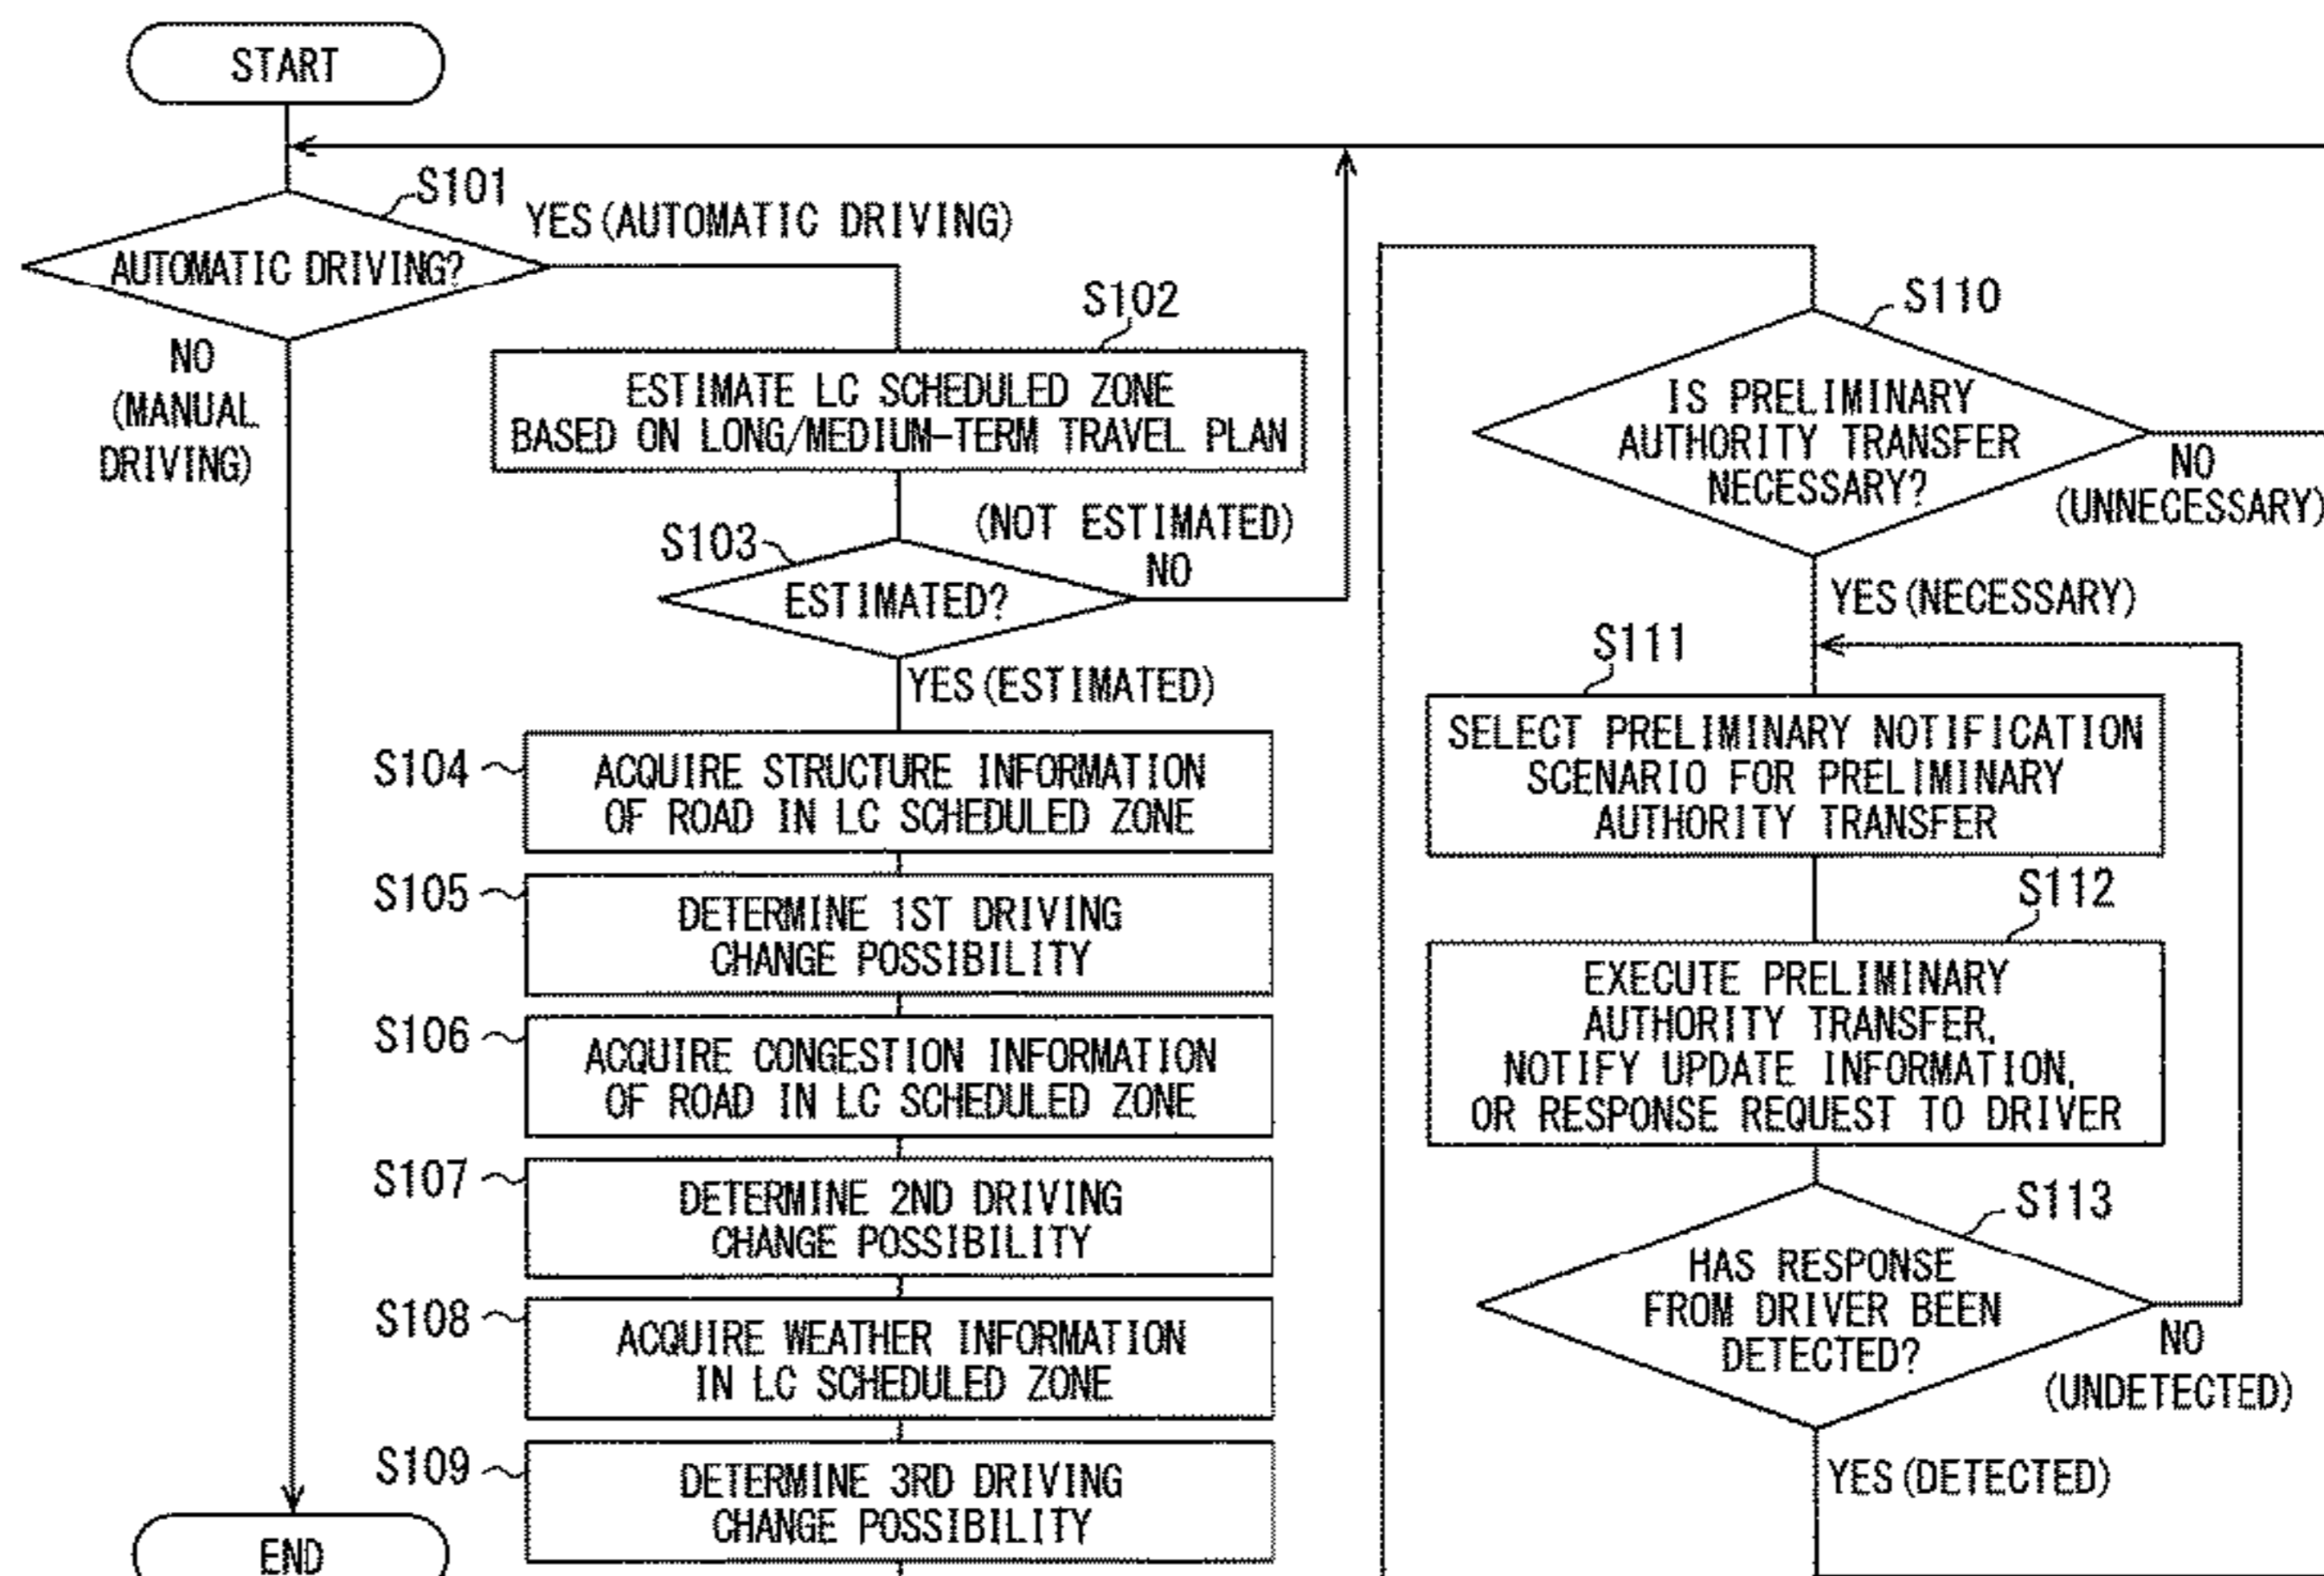 START
S101
YES(AUTOMATIC DRIVING)
AUTOMATIC DRIVING?
NO
(MANUAL
DRIVING)
S102
ESTIMATE LC SCHEDULED ZONE
BASED ON LONG/MEDIUM-TERM TRAVEL PLAN
(NOT ESTIMATED)
NO
S103
ESTIMATED?
YES(ESTIMATED)
S104
ACQUIRE STRUCTURE INFORMATION
OF ROAD IN LC SCHEDULED ZONE
S105
DETERMINE 1ST DRIVING
CHANGE POSSIBILITY
S106
ACQUIRE CONGESTION INFORMATION
OF ROAD IN LC SCHEDULED ZONE
S107
DETERMINE 2ND DRIVING
CHANGE POSSIBILITY
S108
ACQUIRE WEATHER INFORMATION
IN LC SCHEDULED ZONE
S109
DETERMINE 3RD DRIVING
CHANGE POSSIBILITY
END
S110
IS PRELIMINARY
AUTHORITY TRANSFER
NECESSARY?
NO
(UNNECESSARY)
YES(NECESSARY)
S111
SELECT PRELIMINARY NOTIFICATION
SCENARIO FOR PRELIMINARY
AUTHORITY TRANSFER
S112
EXECUTE PRELIMINARY
AUTHORITY TRANSFER,
NOTIFY UPDATE INFORMATION,
OR RESPONSE REQUEST TO DRIVER
S113
HAS RESPONSE
FROM DRIVER BEEN
DETECTED?
NO
(UNDETECTED)
YES(DETECTED)